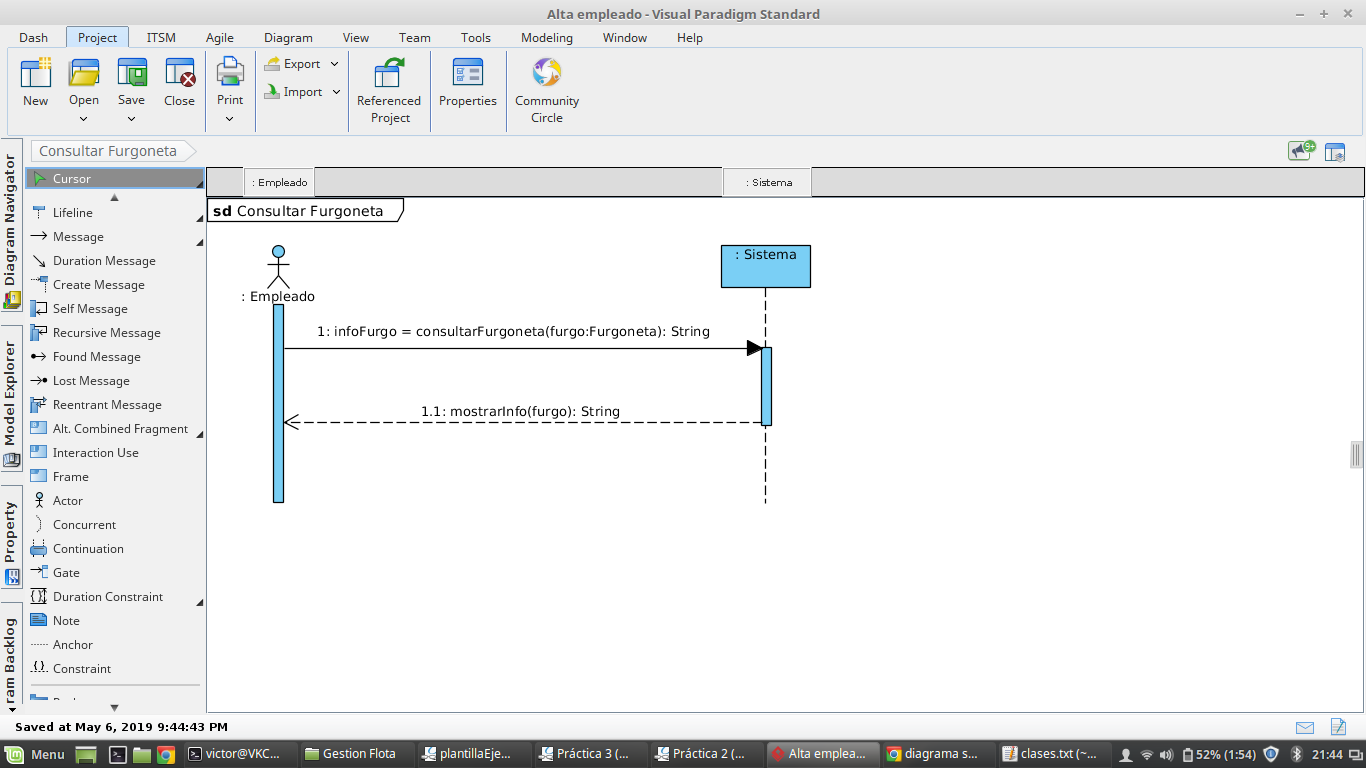 Alta empleado - Visual Paradigm Standard
Dash Project ITSM Agile Diagram View Team Tools Modeling Window Help
New Open Save Close Print Export Import Referenced Project Properties Community Circle
Consultar Furgoneta
9+
Diagram Navigator
Model Explorer
Property
ram Backlog
Cursor
Lifeline
Message
Duration Message
Create Message
Self Message
Recursive Message
Found Message
Lost Message
Reentrant Message
Alt. Combined Fragment
Interaction Use
Frame
Actor
Concurrent
Continuation
Gate
Duration Constraint
Note
Anchor
Constraint
: Empleado : Sistema
sd Consultar Furgoneta
: Sistema
: Empleado
1: infoFurgo = consultarFurgoneta(furgo:Furgoneta): String
1.1: mostrarInfo(furgo): String
Saved at May 6, 2019 9:44:43 PM
Menu victor@VKC... Gestion Flota plantillaEje... Práctica 3 (... Práctica 2 (... Alta emplea... diagrama s... clases.txt (~... 52% (1:54) 21:44